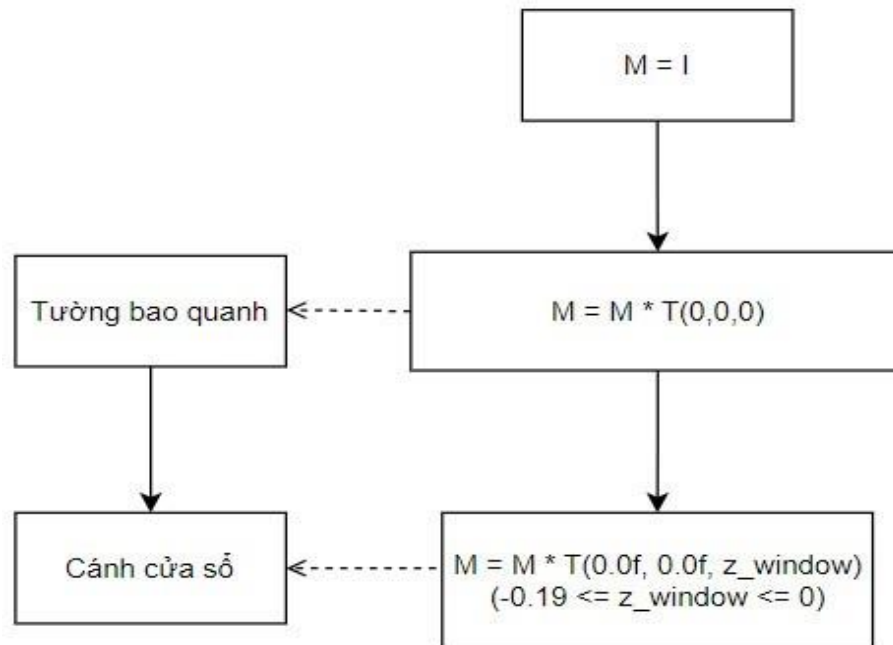 M = I
Tường bao quanh
M = M * T(0,0,0)
Cánh cửa sổ
M = M * T(0.0f, 0.0f, z_window)
(-0.19 <= z_window <= 0)